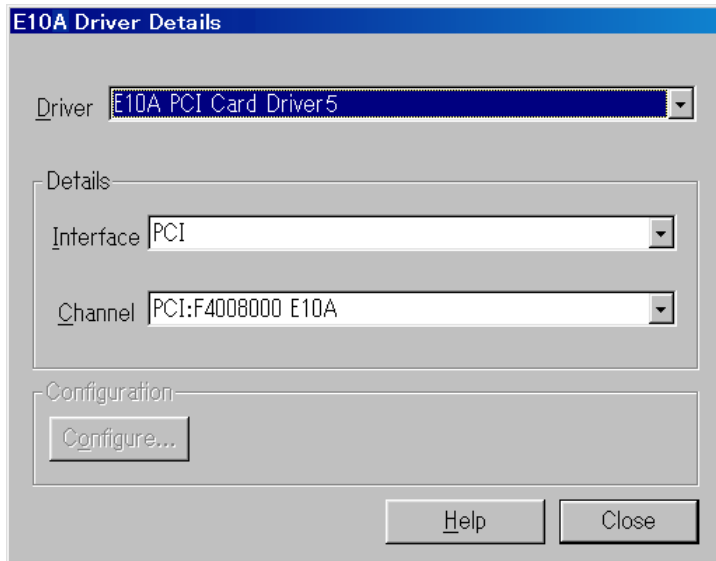 E10A Driver Details
Driver E10A PCI Card Driver5
Details
Interface PCI
Channel PCI:F4008000 E10A
Configuration
Configure...
Help Close